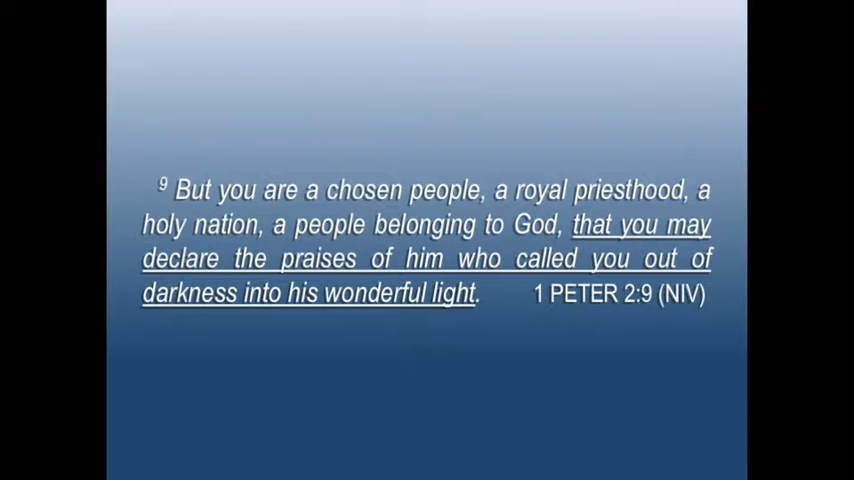 9 But you are a chosen people, a royal priesthood, a
holy nation, a people belonging to God, that you may
declare the praises of him who called you out of
darkness into his wonderful light. 1 PETER 2:9 (NIV)